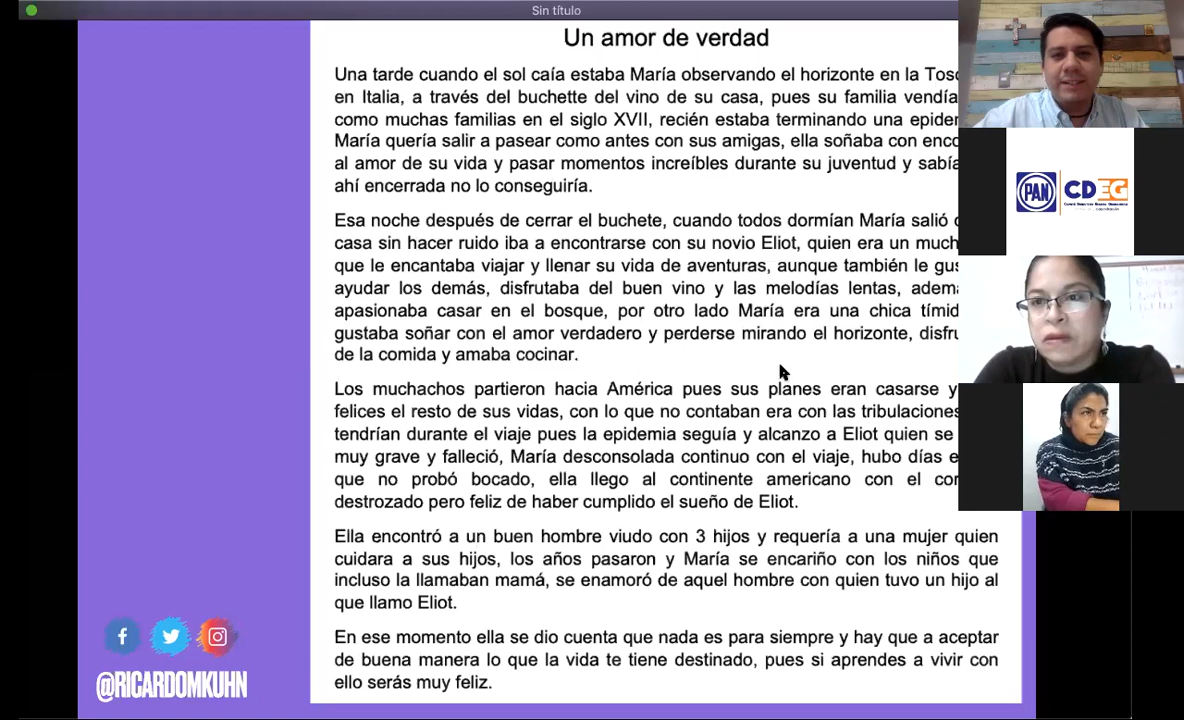 Sin título
Un amor de verdad
Una tarde cuando el sol caía estaba María observando el horizonte en la
en Italia, a través del buchette del vino de su casa, pues su familia vendía
como muchas familias en el siglo XVII, recién estaba terminando una
María quería salir a pasear como antes con sus amigas, ella soñaba con
al amor de su vida y pasar momentos increíbles durante su juventud y
ahí encerrada no lo conseguiría.
Esa noche después de cerrar el buchete, cuando todos dormían María salió
casa sin hacer ruido iba a encontrarse con su novio Eliot, quien era un
que le encantaba viajar y llenar su vida de aventuras, aunque también le
ayudar los demás, disfrutaba del buen vino y las melodías lentas,
apasionaba casar en el bosque, por otro lado María era una chica
gustaba soñar con el amor verdadero y perderse mirando el horizonte,
de la comida y amaba cocinar.
Los muchachos partieron hacia América pues sus planes eran casarse y
felices el resto de sus vidas, con lo que no contaban era con las tribulaciones
tendrían durante el viaje pues la epidemia seguía y alcanzo a Eliot quien se
muy grave y falleció, María desconsolada continuo con el viaje, hubo días
que no probó bocado, ella llego al continente americano con el
destrozado pero feliz de haber cumplido el sueño de Eliot.
Ella encontró a un buen hombre viudo con 3 hijos y requería a una mujer quien
cuidara a sus hijos, los años pasaron y María se encariño con los niños que
incluso la llamaban mamá, se enamoró de aquel hombre con quien tuvo un hijo al
que llamo Eliot.
En ese momento ella se dio cuenta que nada es para siempre y hay que a aceptar
de buena manera lo que la vida te tiene destinado, pues si aprendes a vivir con
ello serás muy feliz.
@RICARDOMKUHN
PAN
CDEG